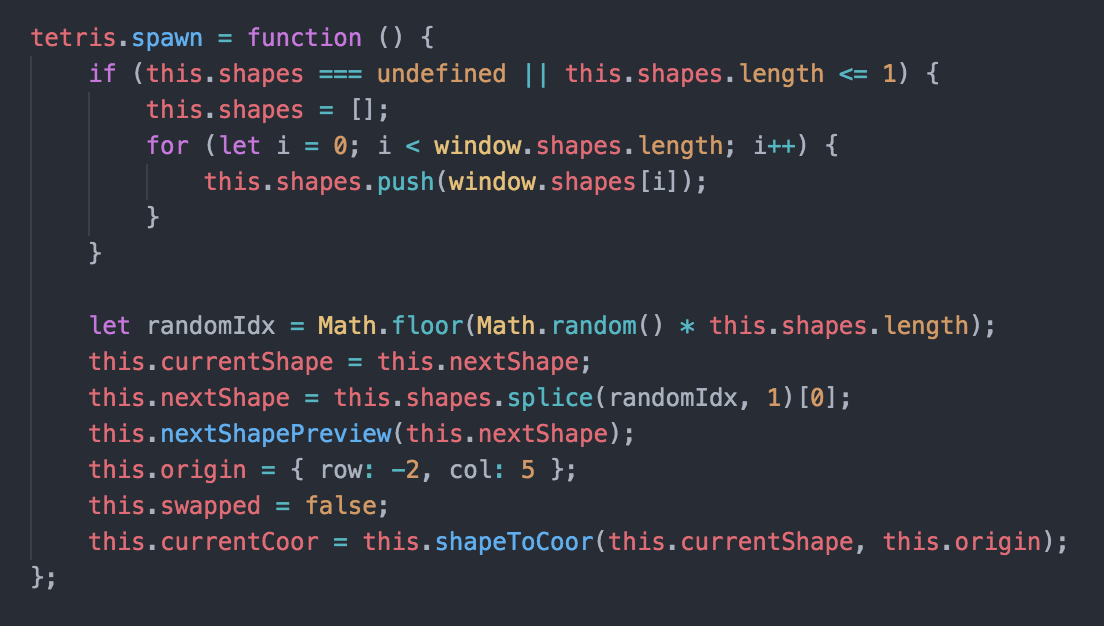 tetris.spawn = function () {
    if (this.shapes === undefined || this.shapes.length <= 1) {
        this.shapes = [];
        for (let i = 0; i < window.shapes.length; i++) {
            this.shapes.push(window.shapes[i]);
        }
    }

    let randomIdx = Math.floor(Math.random() * this.shapes.length);
    this.currentShape = this.nextShape;
    this.nextShape = this.shapes.splice(randomIdx, 1)[0];
    this.nextShapePreview(this.nextShape);
    this.origin = { row: -2, col: 5 };
    this.swapped = false;
    this.currentCoor = this.shapeToCoor(this.currentShape, this.origin);
};